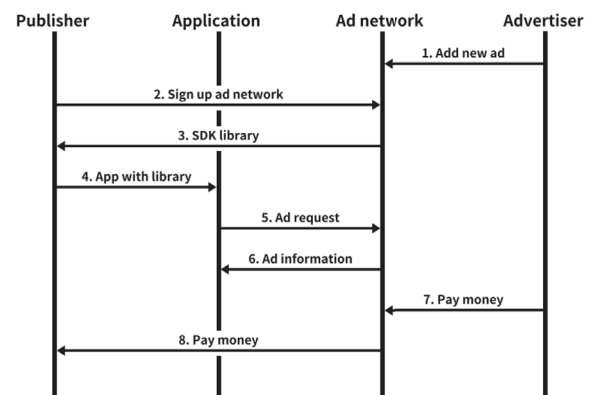 Publisher Application Ad network Advertiser
1. Add new ad
2. Sign up ad network
3. SDK library
4. App with library
5. Ad request
6. Ad information
7. Pay money
8. Pay money